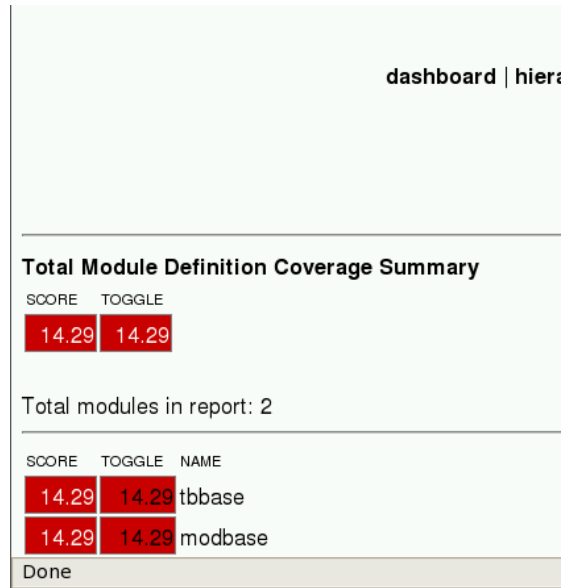 dashboard | hiera
Total Module Definition Coverage Summary
SCORE TOGGLE
14.29 14.29
Total modules in report: 2
SCORE TOGGLE NAME
14.29 14.29 tbbase
14.29 14.29 modbase
Done